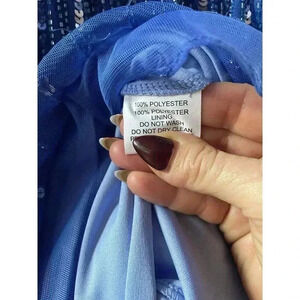 100% POLYESTER
100% POLYESTER
LINING
DO NOT WASH
DO NOT DRY CLEAN